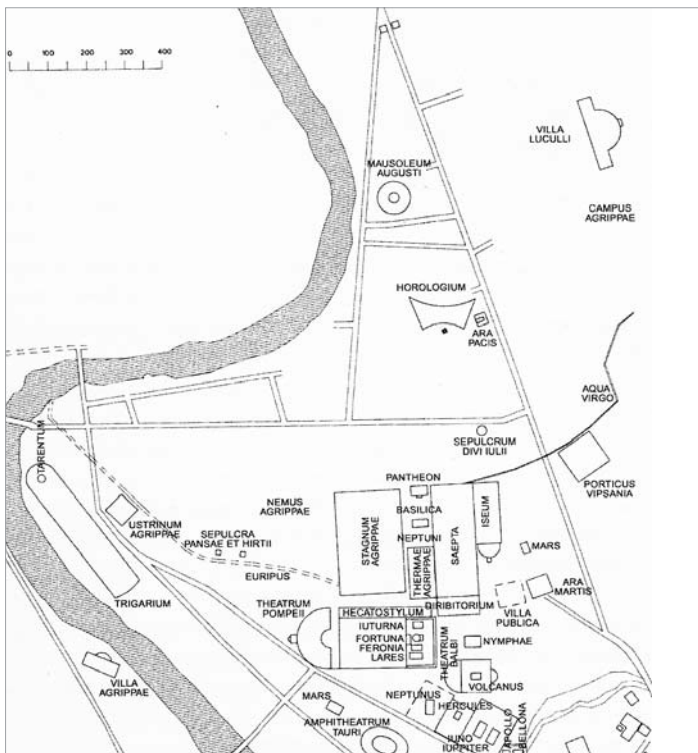 0 100 200 300 400
VILLA
LUCULLI
MAUSOLEUM
AUGUSTI
CAMPUS
AGRIPPAE
HOROLOGIUM
ARA
PACIS
AQUA
VIRGO
SEPULCRUM
DIVI IULII
TARENTUM
PANTHEON
PORTICUS
VIPSANIA
NEMUS
AGRIPPAE
BASILICA
NEPTUNI
STAGNUM
AGRIPPAE
THERMAE
AGRIPPAE
SAEPTA
ISEUM
USTRINUM
AGRIPPAE
SEPULCRA
PANSAE ET HIRTII
MARS
EURIPUS
ARA
MARTIS
TRIGARIUM
THEATRUM
POMPEII
HECATOSTYLUM
DIRIBITORIUM
VILLA
PUBLICA
IUTURNA
FORTUNA
FERONIA
LARES
THEATRUM
BALBI
NYMPHAE
VILLA
AGRIPPAE
VOLCANUS
MARS
NEPTUNUS
HERCULES
AMPHITHEATRUM
TAURI
IUNO
IUPPITER
APOLLO
BELLONA